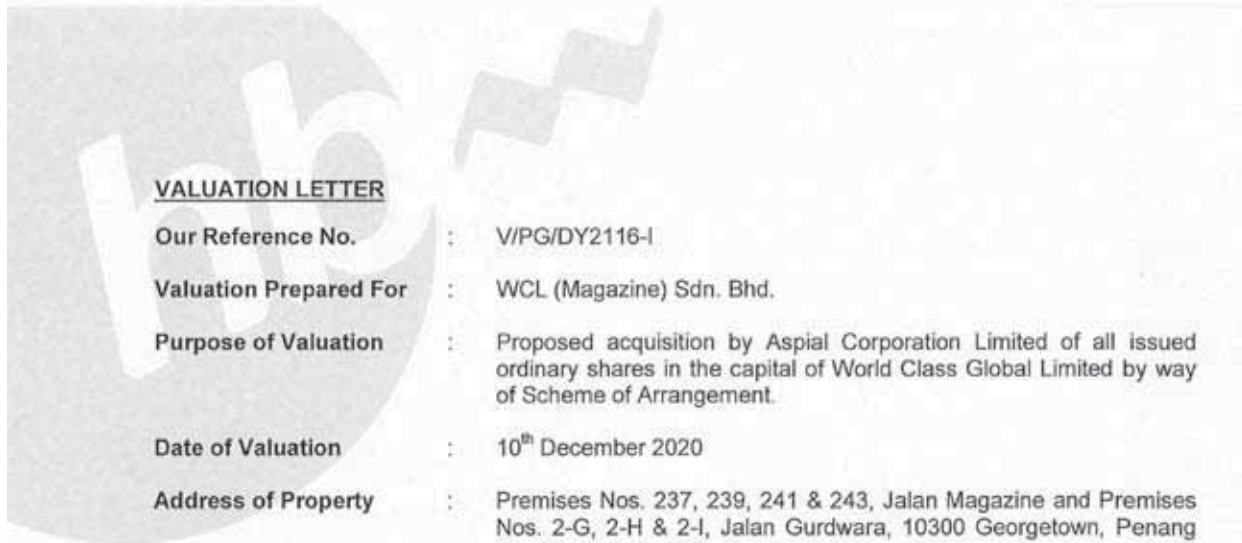 hb
VALUATION LETTER
Our Reference No. : V/PG/DY2116-I
Valuation Prepared For : WCL (Magazine) Sdn. Bhd.
Purpose of Valuation : Proposed acquisition by Aspial Corporation Limited of all issued
ordinary shares in the capital of World Class Global Limited by way
of Scheme of Arrangement.
Date of Valuation : 10th December 2020
Address of Property : Premises Nos. 237, 239, 241 & 243, Jalan Magazine and Premises
Nos. 2-G, 2-H & 2-I, Jalan Gurdwara, 10300 Georgetown, Penang